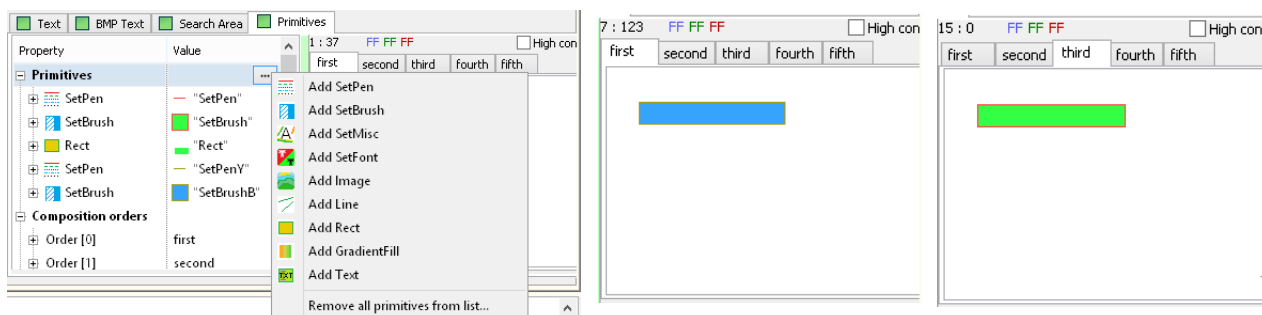 Text BMP Text Search Area Primitives
Property Value
Primitives ...
SetPen "SetPen"
SetBrush "SetBrush"
Rect "Rect"
SetPen "SetPenY"
SetBrush "SetBrushB"
Composition orders
Order [0] first
Order [1] second
1 : 37 FF FF FF High con
first second third fourth fifth
Add SetPen
Add SetBrush
Add SetMisc
Add SetFont
Add Image
Add Line
Add Rect
Add GradientFill
TXT Add Text
Remove all primitives from list...
7 : 123 FF FF FF High con
first second third fourth fifth
15 : 0 FF FF FF High con
first second third fourth fifth